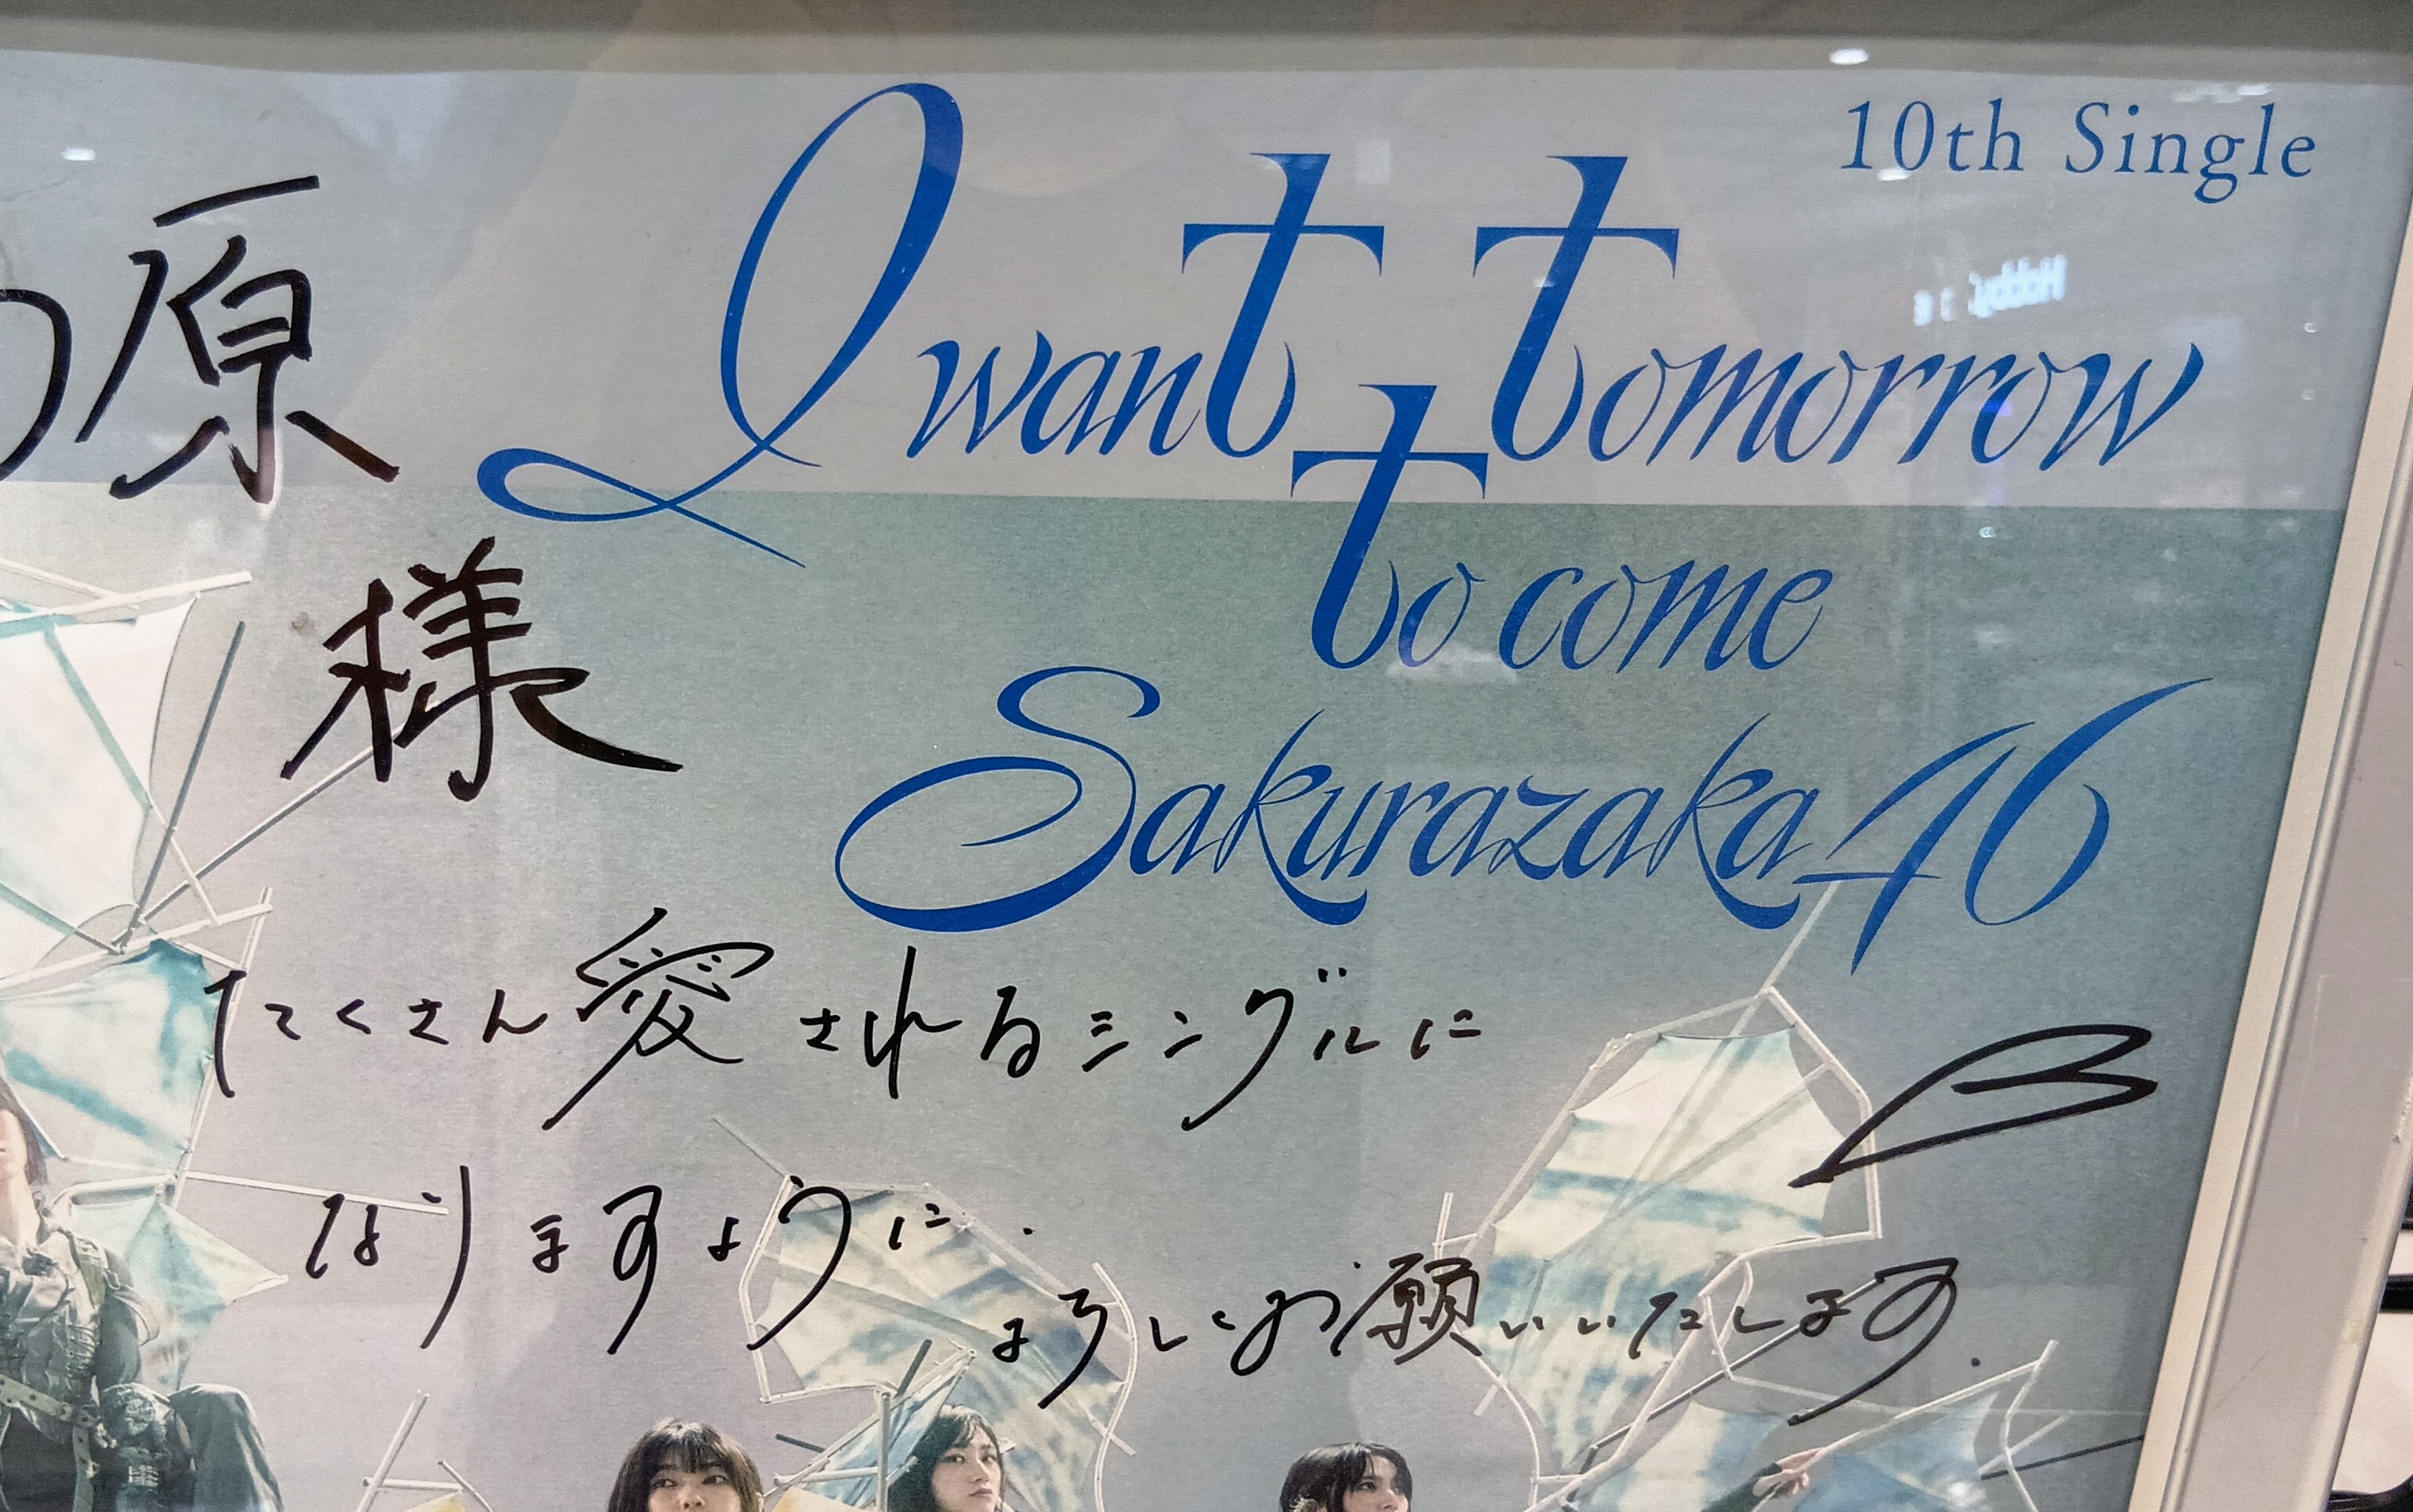 10th Single
I want tomorrow
to come
Sakurazaka46
原
様
たくさん愛されるシングルに
なりますように.
よろしくお願いいたします.